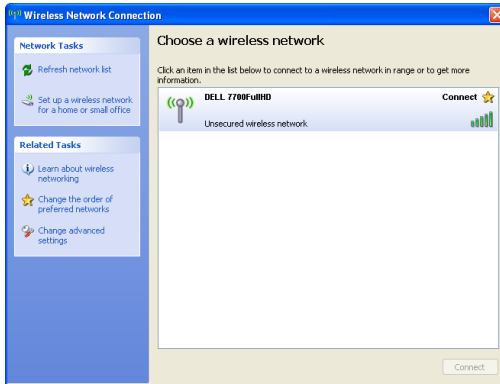 Wireless Network Connection
Network Tasks
Refresh network list
Set up a wireless network
for a home or small office
Related Tasks
Learn about wireless
networking
Change the order of
preferred networks
Change advanced
settings
Choose a wireless network
Click an item in the list below to connect to a wireless network in range or to get more
information.
DELL 7700FullHD
Connect
Unsecured wireless network
Connect